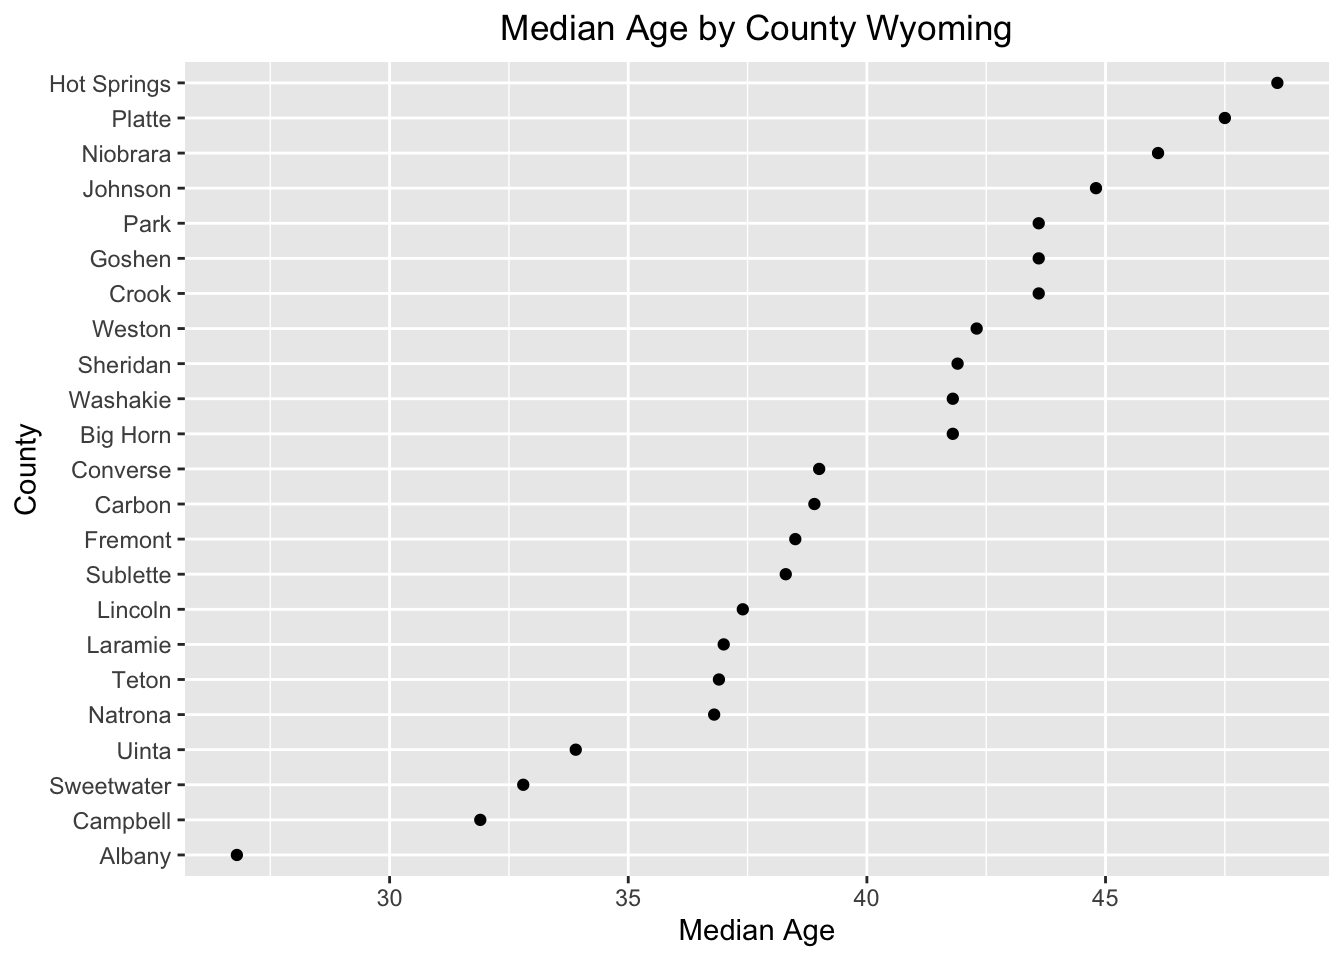 Median Age by County Wyoming
Hot Springs
Platte
Niobrara
Johnson
Park
Goshen
Crook
Weston
Sheridan
Washakie
Big Horn
Converse
Carbon
Fremont
Sublette
Lincoln
Laramie
Teton
Natrona
Uinta
Sweetwater
Campbell
Albany
County
30 35 40 45
Median Age